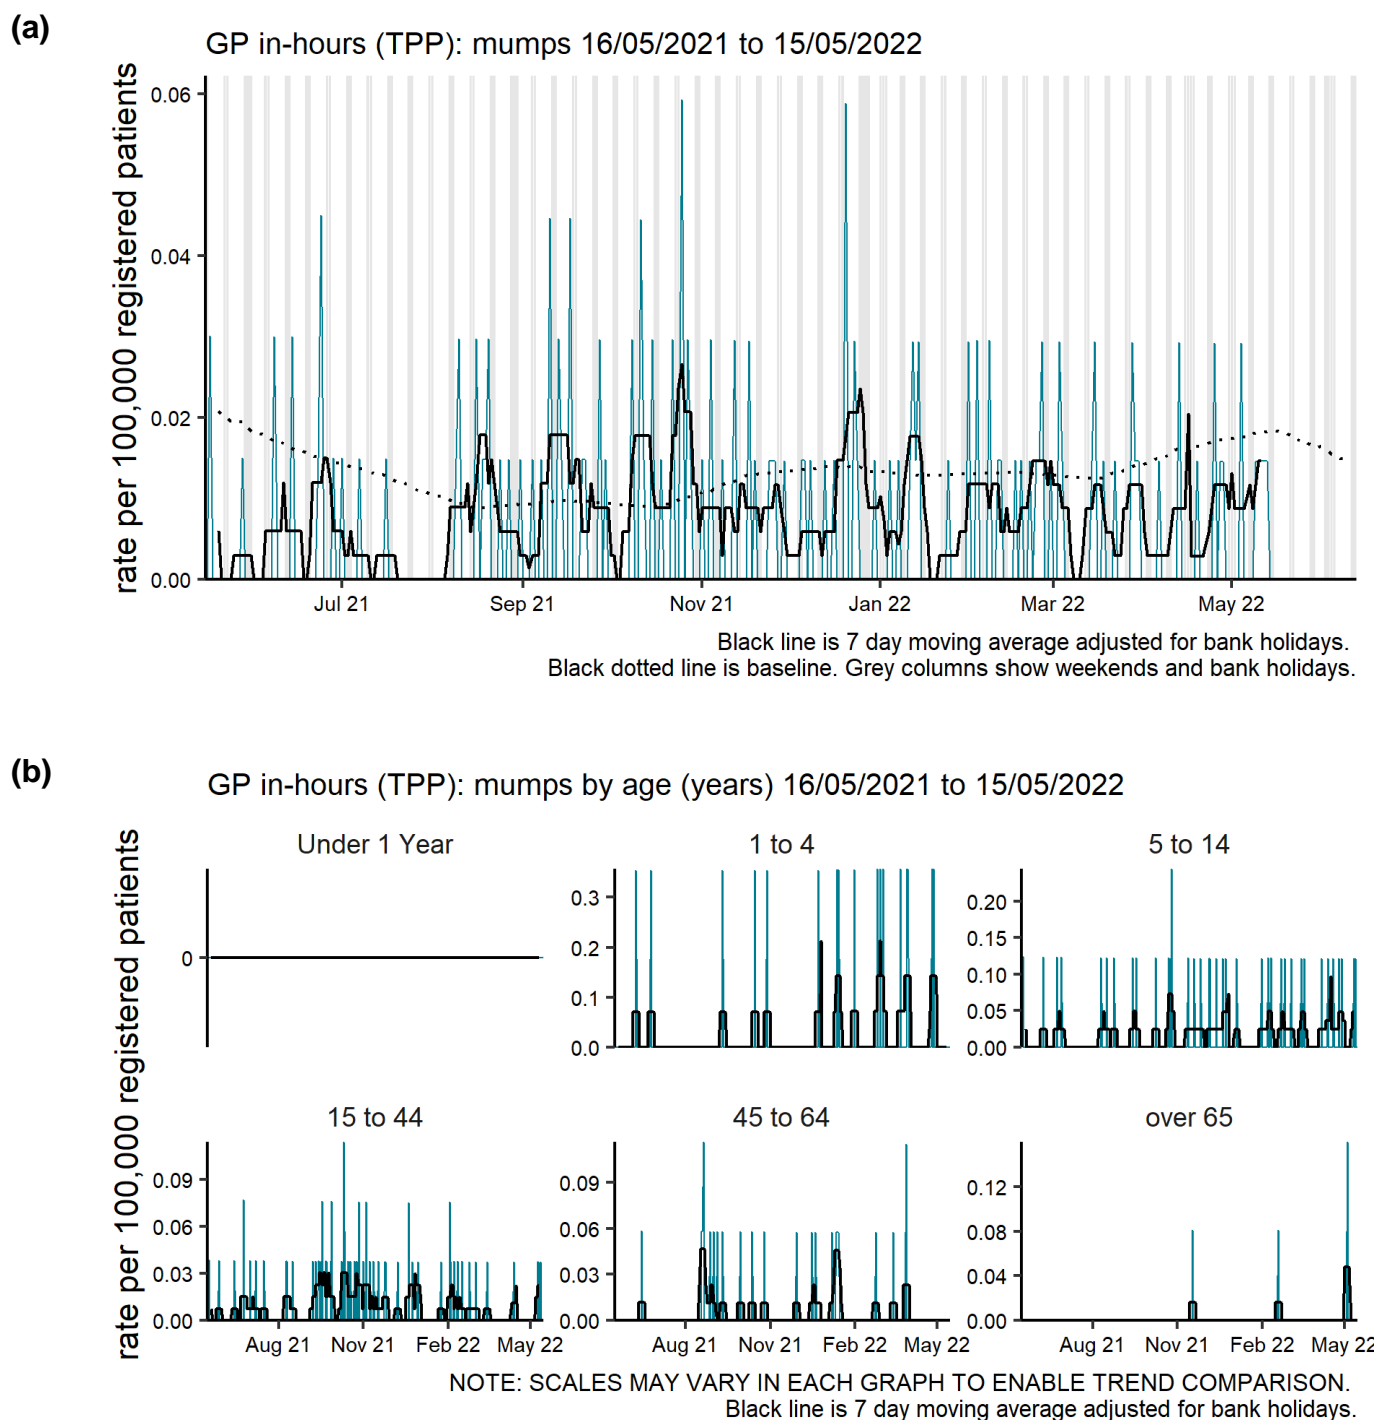 (a)
GP in-hours (TPP): mumps 16/05/2021 to 15/05/2022
rate per 100,000 registered patients
0.06
0.04
0.02
0.00
Jul 21 Sep 21 Nov 21 Jan 22 Mar 22 May 22
Black line is 7 day moving average adjusted for bank holidays.
Black dotted line is baseline. Grey columns show weekends and bank holidays.
(b)
GP in-hours (TPP): mumps by age (years) 16/05/2021 to 15/05/2022
rate per 100,000 registered patients
Under 1 Year
0
1 to 4
0.3
0.2
0.1
0.0
5 to 14
0.20
0.15
0.10
0.05
0.00
15 to 44
0.09
0.06
0.03
0.00
Aug 21 Nov 21 Feb 22 May 22
45 to 64
0.09
0.06
0.03
0.00
Aug 21 Nov 21 Feb 22 May 22
over 65
0.12
0.08
0.04
0.00
Aug 21 Nov 21 Feb 22 May 22
NOTE: SCALES MAY VARY IN EACH GRAPH TO ENABLE TREND COMPARISON.
Black line is 7 day moving average adjusted for bank holidays.